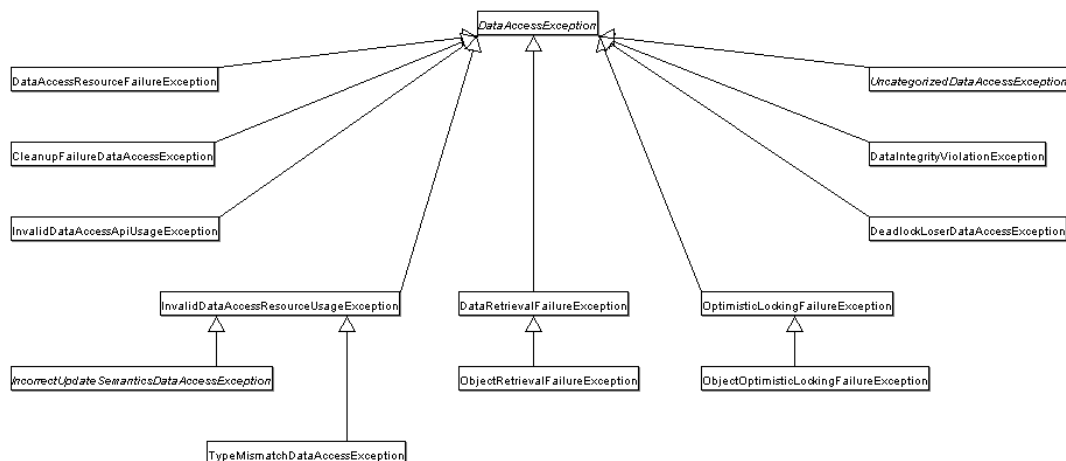 DataAccessException
DataAccessResourceFailureException
UncategorizedDataAccessException
CleanupFailureDataAccessException
DataIntegrityViolationException
InvalidDataAccessApiUsageException
DeadlockLoserDataAccessException
InvalidDataAccessResourceUsageException
DataRetrievalFailureException
OptimisticLockingFailureException
IncorrectUpdateSemanticsDataAccessException
ObjectRetrievalFailureException
ObjectOptimisticLockingFailureException
TypeMismatchDataAccessException